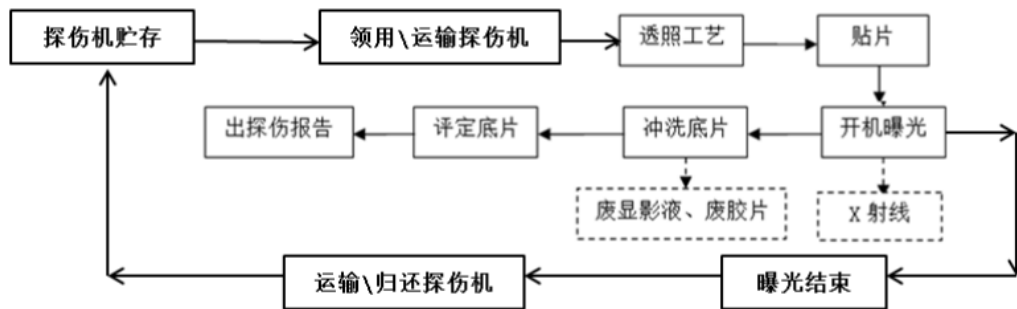 探伤机贮存
领用\运输探伤机
透照工艺
贴片
出探伤报告
评定底片
冲洗底片
开机曝光
废显影液、废胶片
X 射线
运输\归还探伤机
曝光结束